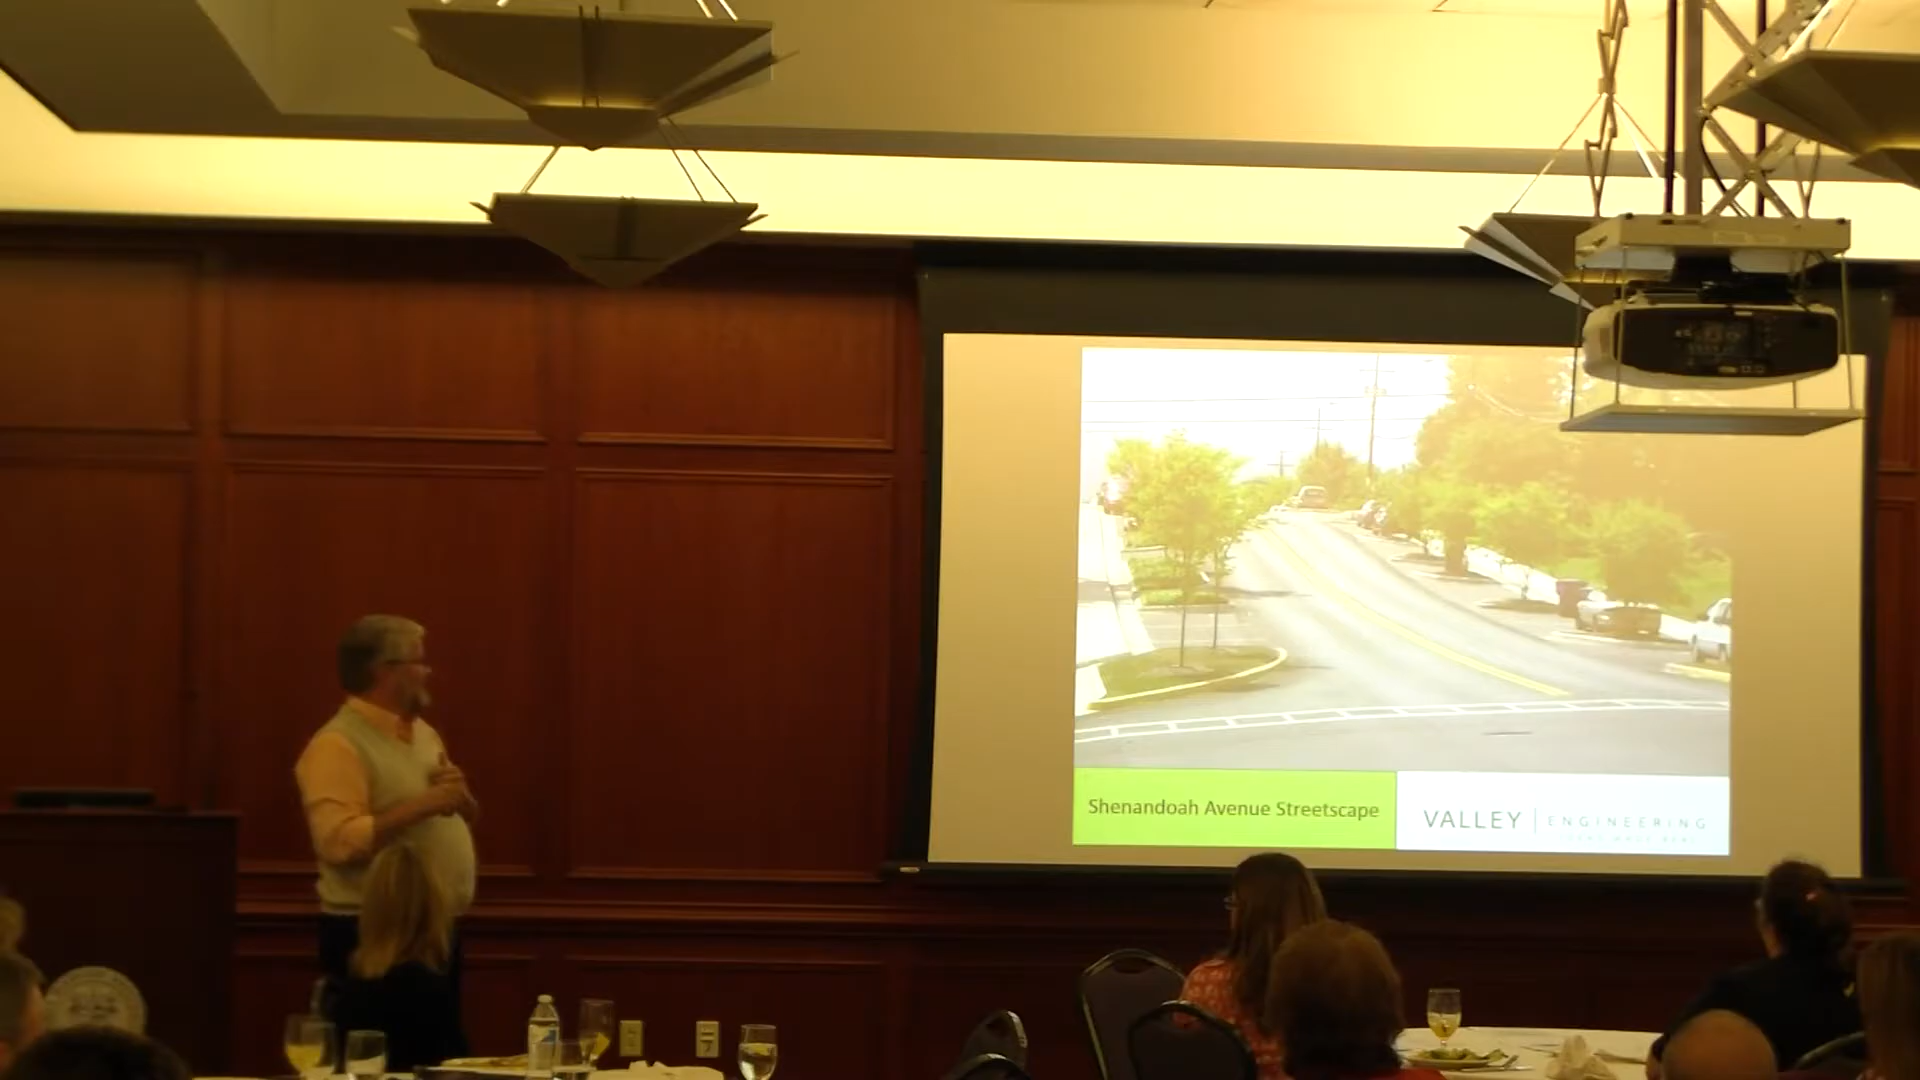 Shenandoah Avenue Streetscape
VALLEY ENGINEERING